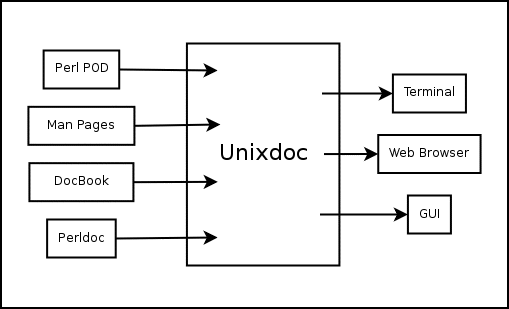 Perl POD
Man Pages
DocBook
Perldoc
Unixdoc
Terminal
Web Browser
GUI